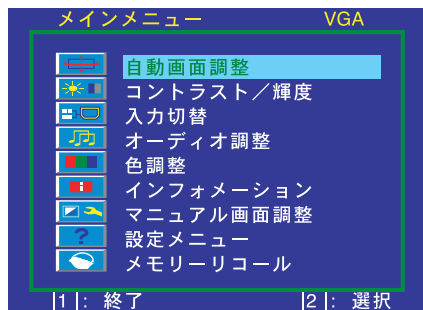 メインメニュー VGA
自動画面調整
コントラスト／輝度
入力切替
オーディオ調整
色調整
インフォメーション
マニュアル画面調整
設定メニュー
メモリーリコール
1 : 終了 2 : 選択